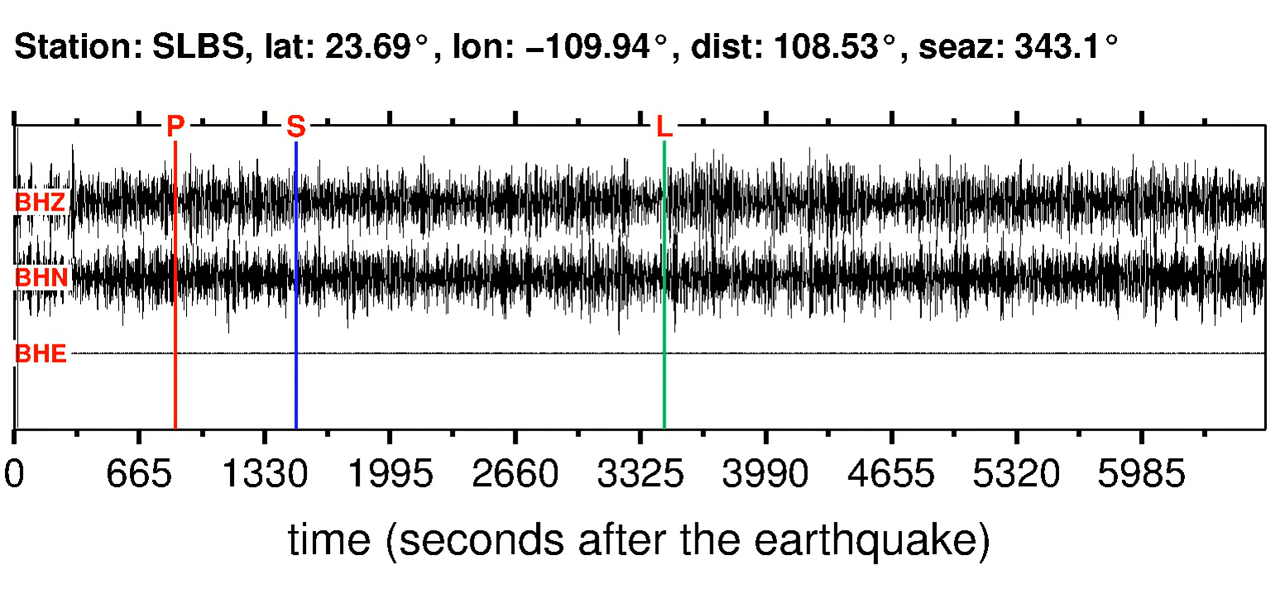 Station: SLBS, lat: 23.69°, lon: −109.94°, dist: 108.53°, seaz: 343.1°
P S L
BHZ
BHN
BHE
0 665 1330 1995 2660 3325 3990 4655 5320 5985
time (seconds after the earthquake)